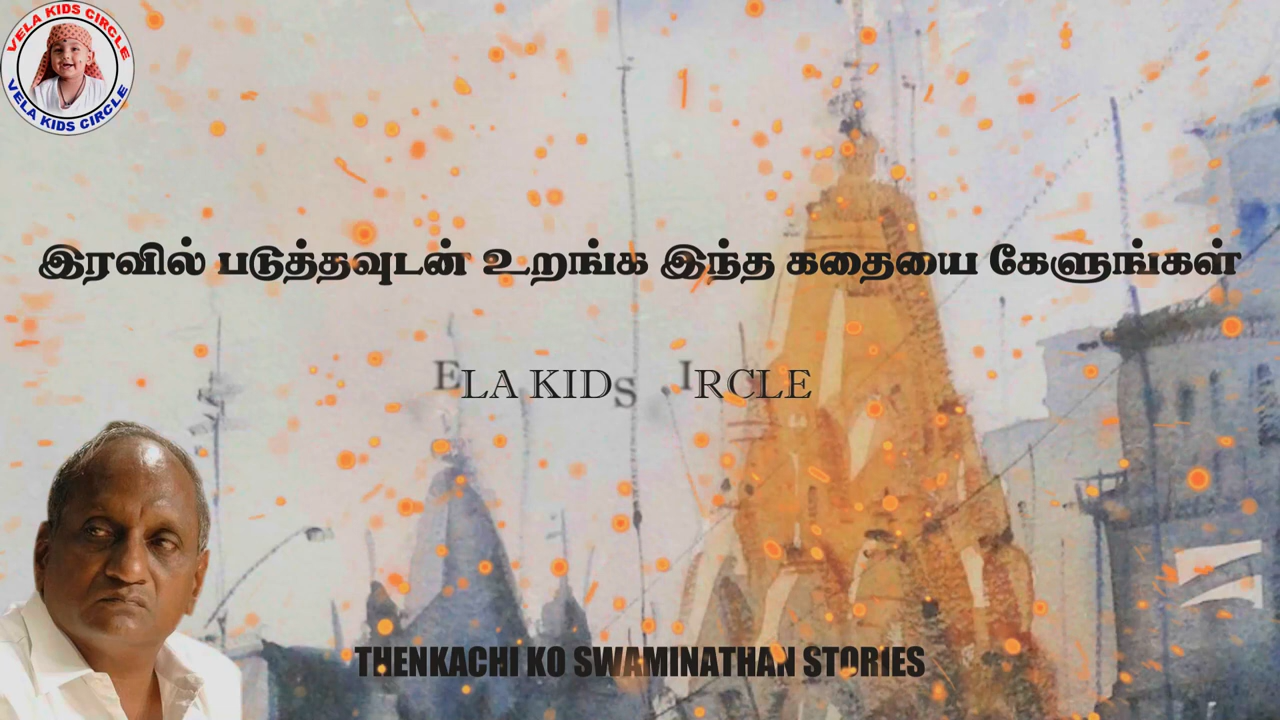 VELA KIDS CIRCLE
VELA KIDS CIRCLE
இரவில் படுத்தவுடன் உறங்க இந்த கதையை கேளுங்கள்
ELA KIDS IRCLE
THENKACHI KO SWAMINATHAN STORIES